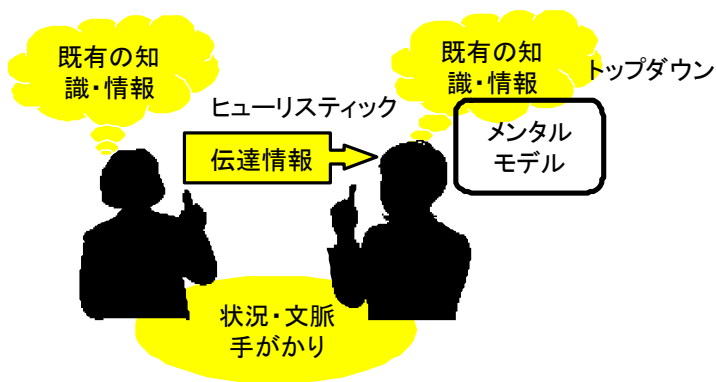 既有の知
識・情報
既有の知
識・情報
トップダウン
ヒューリスティック
伝達情報
メンタル
モデル
状況・文脈
手がかり